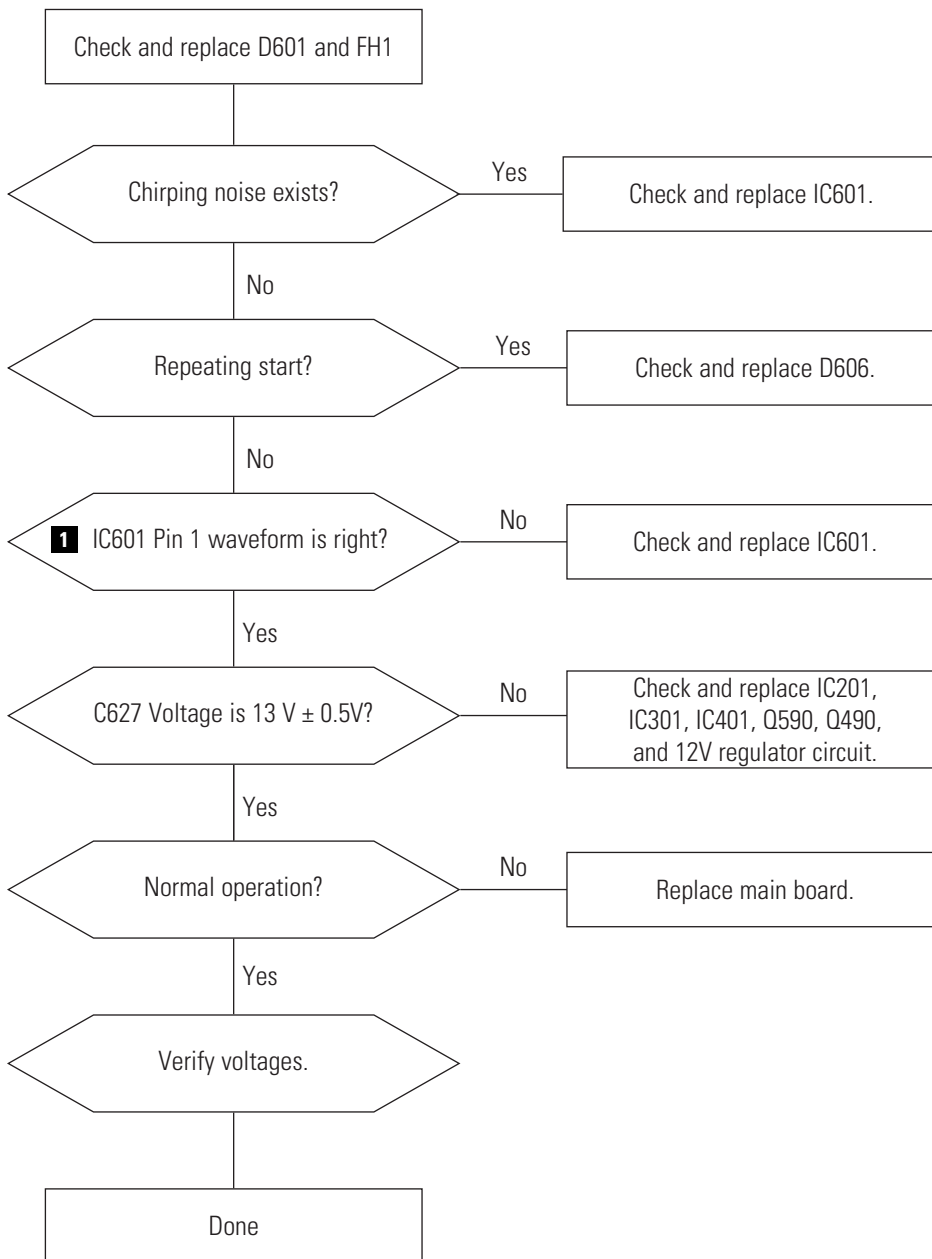 Check and replace D601 and FH1
Chirping noise exists?
Yes
Check and replace IC601.
No
Repeating start?
Yes
Check and replace D606.
No
1 IC601 Pin 1 waveform is right?
No
Check and replace IC601.
Yes
C627 Voltage is 13 V ± 0.5V?
No
Check and replace IC201,
IC301, IC401, Q590, Q490,
and 12V regulator circuit.
Yes
Normal operation?
No
Replace main board.
Yes
Verify voltages.
Done